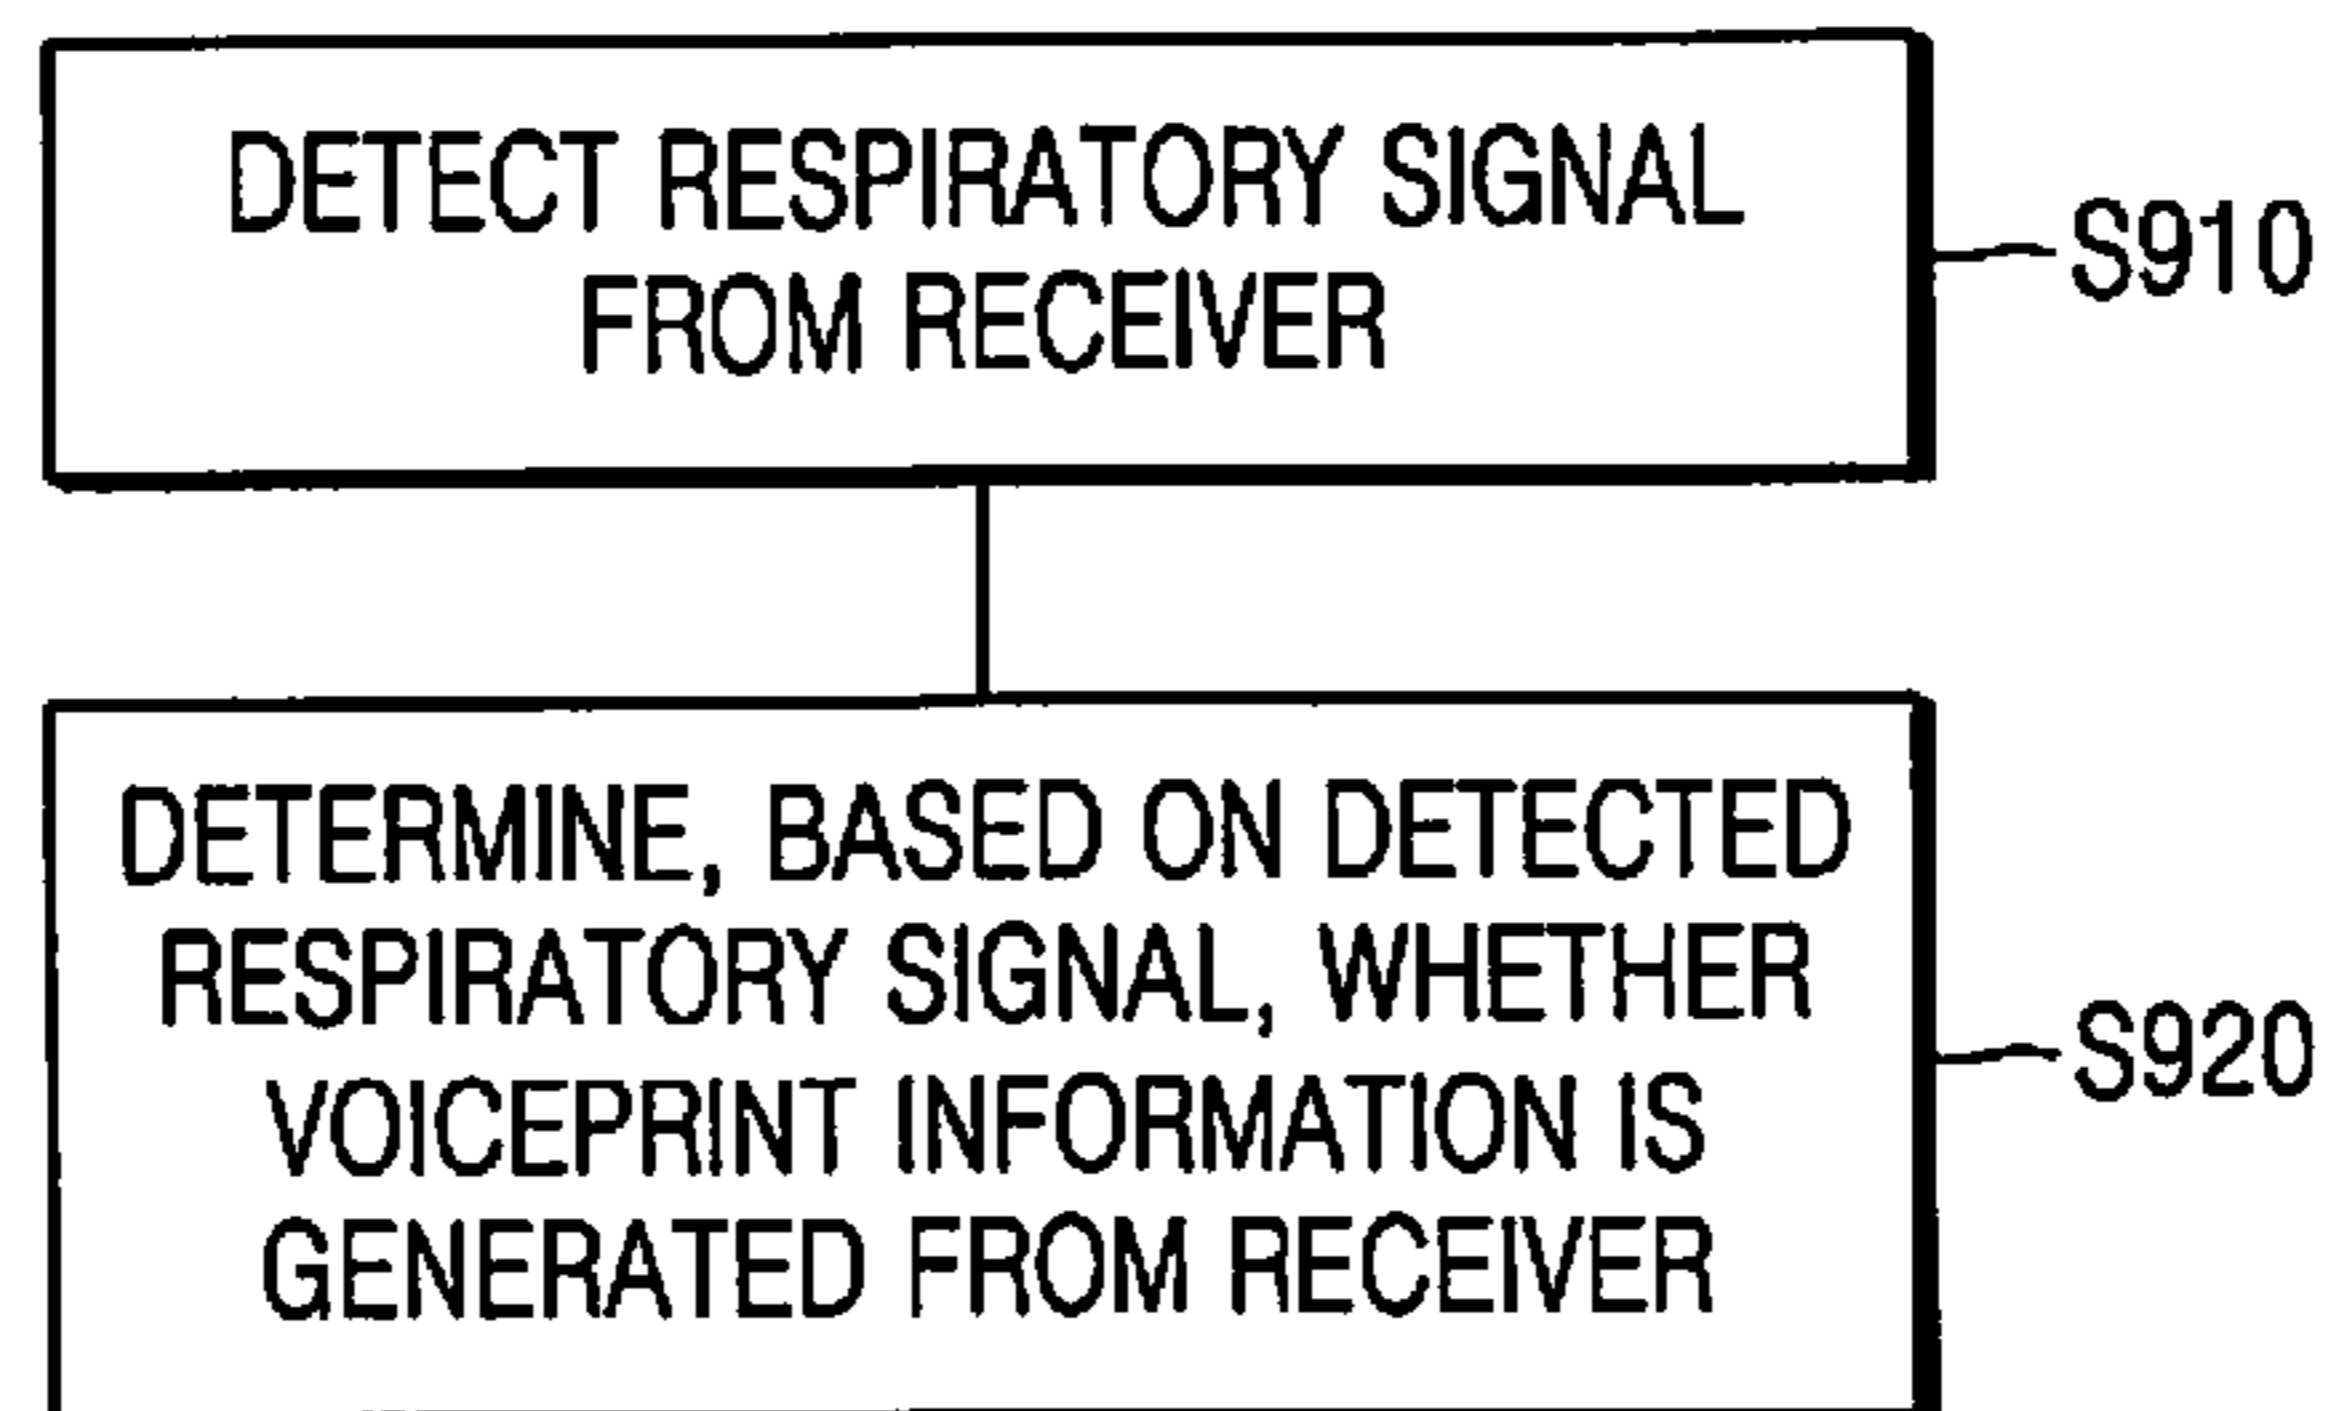 DETECT RESPIRATORY SIGNAL
FROM RECEIVER
S910
DETERMINE, BASED ON DETECTED
RESPIRATORY SIGNAL, WHETHER
VOICEPRINT INFORMATION IS
GENERATED FROM RECEIVER
S920